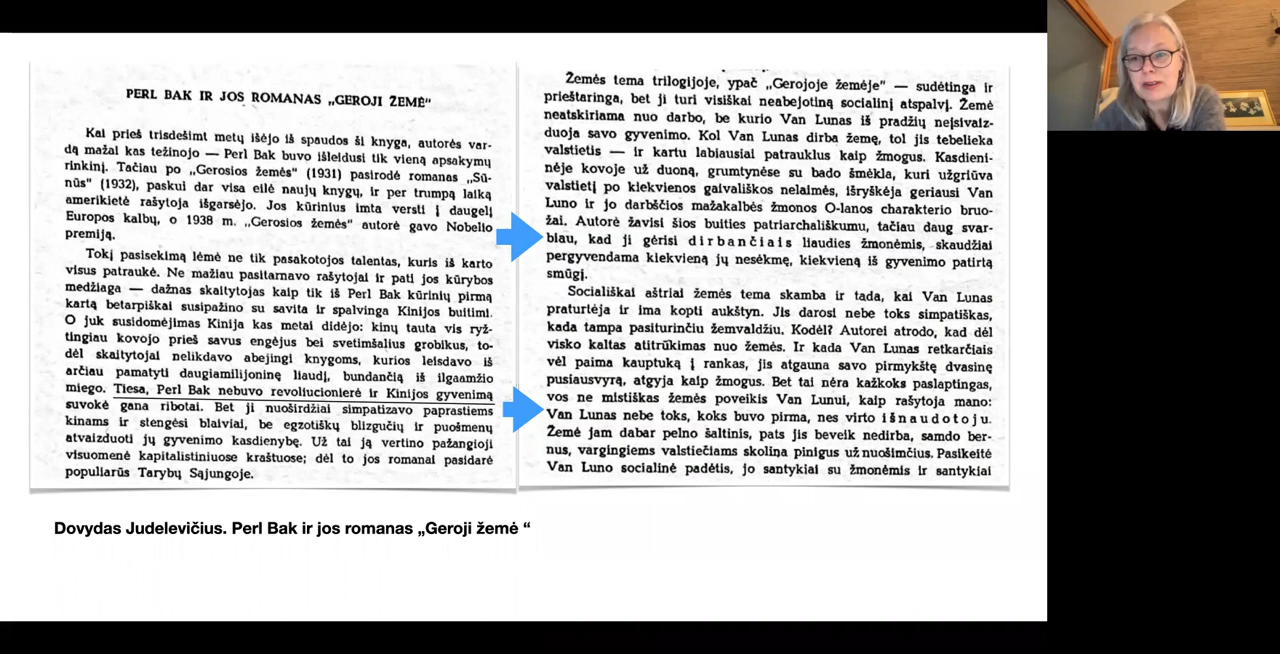 PERL BAK IR JOS ROMANAS „GEROJI ŽEMĖ“
Kai prieš trisdešimt metų išėjo iš spaudos ši knyga, autorės var-
dą mažai kas težinojo — Perl Bak buvo išleidusi tik vieną apsakymų
rinkinį. Tačiau po „Gerosios žemės“ (1931) pasirodė romanas „Sū-
nūs“ (1932), paskui dar visa eilė naujų knygų, ir per trumpą laiką
amerikietė rašytoja išgarsėjo. Jos kūrinius imta versti į daugelį
Europos kalbų, o 1938 m. „Gerosios žemės“ autorė gavo Nobelio
premiją.
Tokį pasisekimą lėmė ne tik pasakotojos talentas, kuris iš karto
visus patraukė. Ne mažiau pasitarnavo rašytojai ir pati jos kūrybos
medžiaga — dažnas skaitytojas kaip tik iš Perl Bak kūrinių pirmą
kartą betarpiškai susipažino su savita ir spalvinga Kinijos buitimi.
O juk susidomėjimas Kinija kas metai didėjo: kinų tauta vis ryž-
tingiau kovojo prieš savus engėjus bei svetimšalius grobikus, to-
dėl skaitytojai nelikdavo abejingi knygoms, kurios leisdavo iš
arčiau pamatyti daugiamilijoninę liaudį, bundančią iš ilgaamžio
miego. Tiesa, Perl Bak nebuvo revoliucionierė ir Kinijos gyvenimą
suvokė gana ribotai. Bet ji nuoširdžiai simpatizavo paprastiems
kinams ir stengėsi blaiviai, be egzotiškų blizgučių ir puošmenų
atvaizduoti jų gyvenimo kasdienybę. Už tai ją vertino pažangioji
visuomenė kapitalistiniuose kraštuose; dėl to jos romanai pasidarė
populiarūs Tarybų Sąjungoje.
Žemės tema trilogijoje, ypač „Gerojoje žemėje“ — sudėtinga ir
prieštaringa, bet ji turi visiškai neabejotiną socialinį atspalvį. Žemė
neatskiriama nuo darbo, be kurio Van Lunas iš pradžių neįsivaiz-
duoja savo gyvenimo. Kol Van Lunas dirba žemę, tol jis tebelieka
valstietis — ir kartu labiausiai patrauklus kaip žmogus. Kasdieni-
nėje kovoje už duoną, grumtynėse su bado šmėkla, kuri užgriūva
valstietį po kiekvienos gaivališkos nelaimės, išryškėja geriausi Van
Luno ir jo darbščios mažakalbės žmonos O-lanos charakterio bruo-
žai. Autorė žavisi šios buities patriarchališkumu, tačiau daug svar-
biau, kad ji gėrisi dirbančiais liaudies žmonėmis, skaudžiai
pergyvendama kiekvieną jų nesėkmę, kiekvieną iš gyvenimo patirtą
smūgį.
Sociališkai aštriai žemės tema skamba ir tada, kai Van Lunas
praturtėja ir ima kopti aukštyn. Jis darosi nebe toks simpatiškas,
kada tampa pasiturinčiu žemvaldžiu. Kodėl? Autorei atrodo, kad dėl
visko kaltas atitrūkimas nuo žemės. Ir kada Van Lunas retkarčiais
vėl paima kauptuką į rankas, jis atgauna savo pirmykštę dvasinę
pusiausvyrą, atgyja kaip žmogus. Bet tai nėra kažkoks paslaptingas,
vos ne mistiškas žemės poveikis Van Lunui, kaip rašytoja mano:
Van Lunas nebe toks, koks buvo pirma, nes virto išnaudotoju.
Žemė jam dabar pelno šaltinis, pats jis beveik nedirba, samdo ber-
nus, vargingiems valstiečiams skolina pinigus už nuošimčius. Pasikeitė
Van Luno socialinė padėtis, jo santykiai su žmonėmis ir santykiai
Dovydas Judelevičius. Perl Bak ir jos romanas „Geroji žemė “